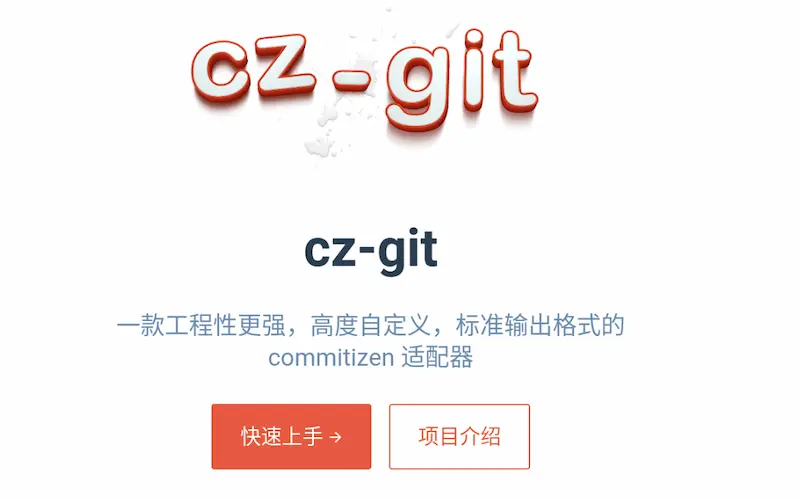 cz-git
cz-git
一款工程性更强，高度自定义，标准输出格式的
commitizen 适配器
快速上手 →
项目介绍